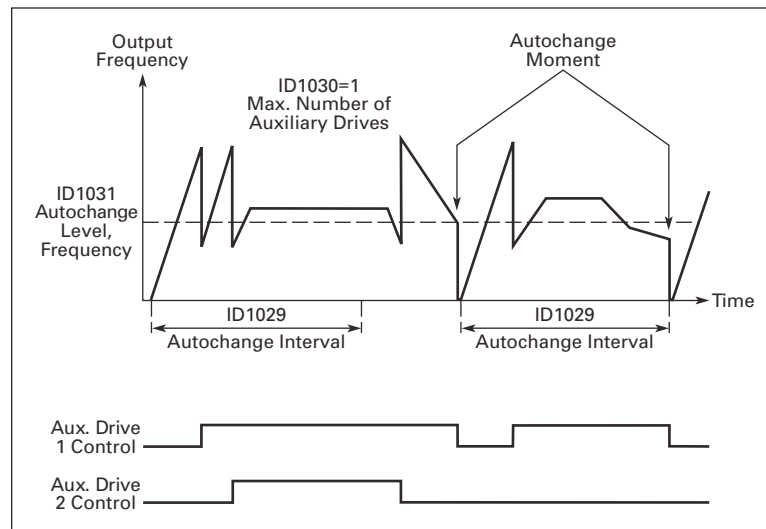 Output
Frequency
ID1030=1
Max. Number of
Auxiliary Drives
Autochange
Moment
ID1031
Autochange
Level,
Frequency
Time
ID1029
Autochange Interval
ID1029
Autochange Interval
Aux. Drive
1 Control
Aux. Drive
2 Control